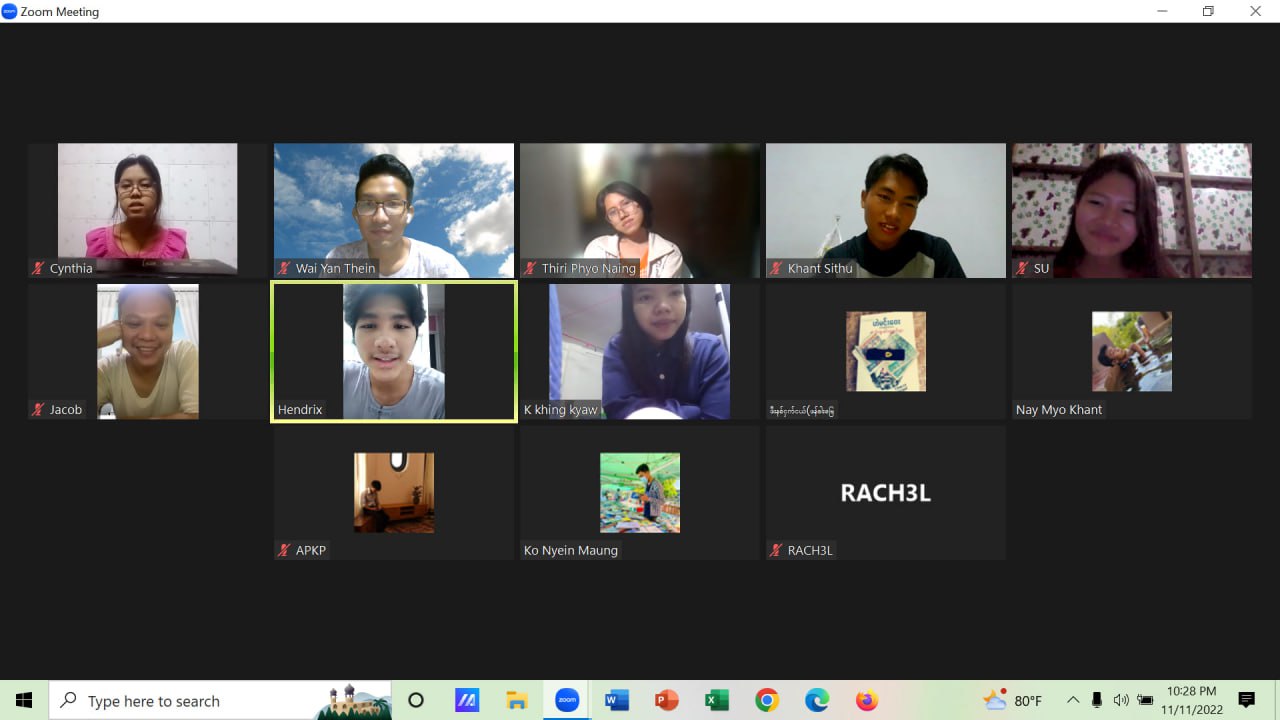 Zoom Meeting
Cynthia
Wai Yan Thein
Thiri Phyo Naing
Khant Sithu
SU
Jacob
Hendrix
K khing kyaw
Nay Myo Khant
APKP
Ko Nyein Maung
RACH3L
RACH3L
Type here to search
zoom
80°F
10:28 PM
11/11/2022